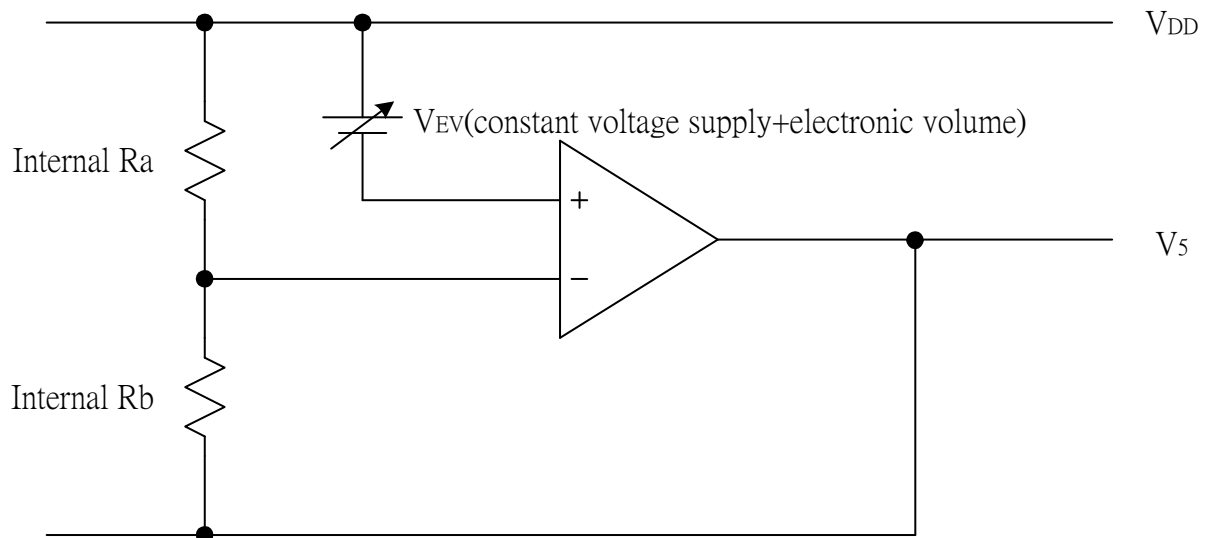 VDD
VEV(constant voltage supply+electronic volume)
Internal Ra
+
V5
−
Internal Rb